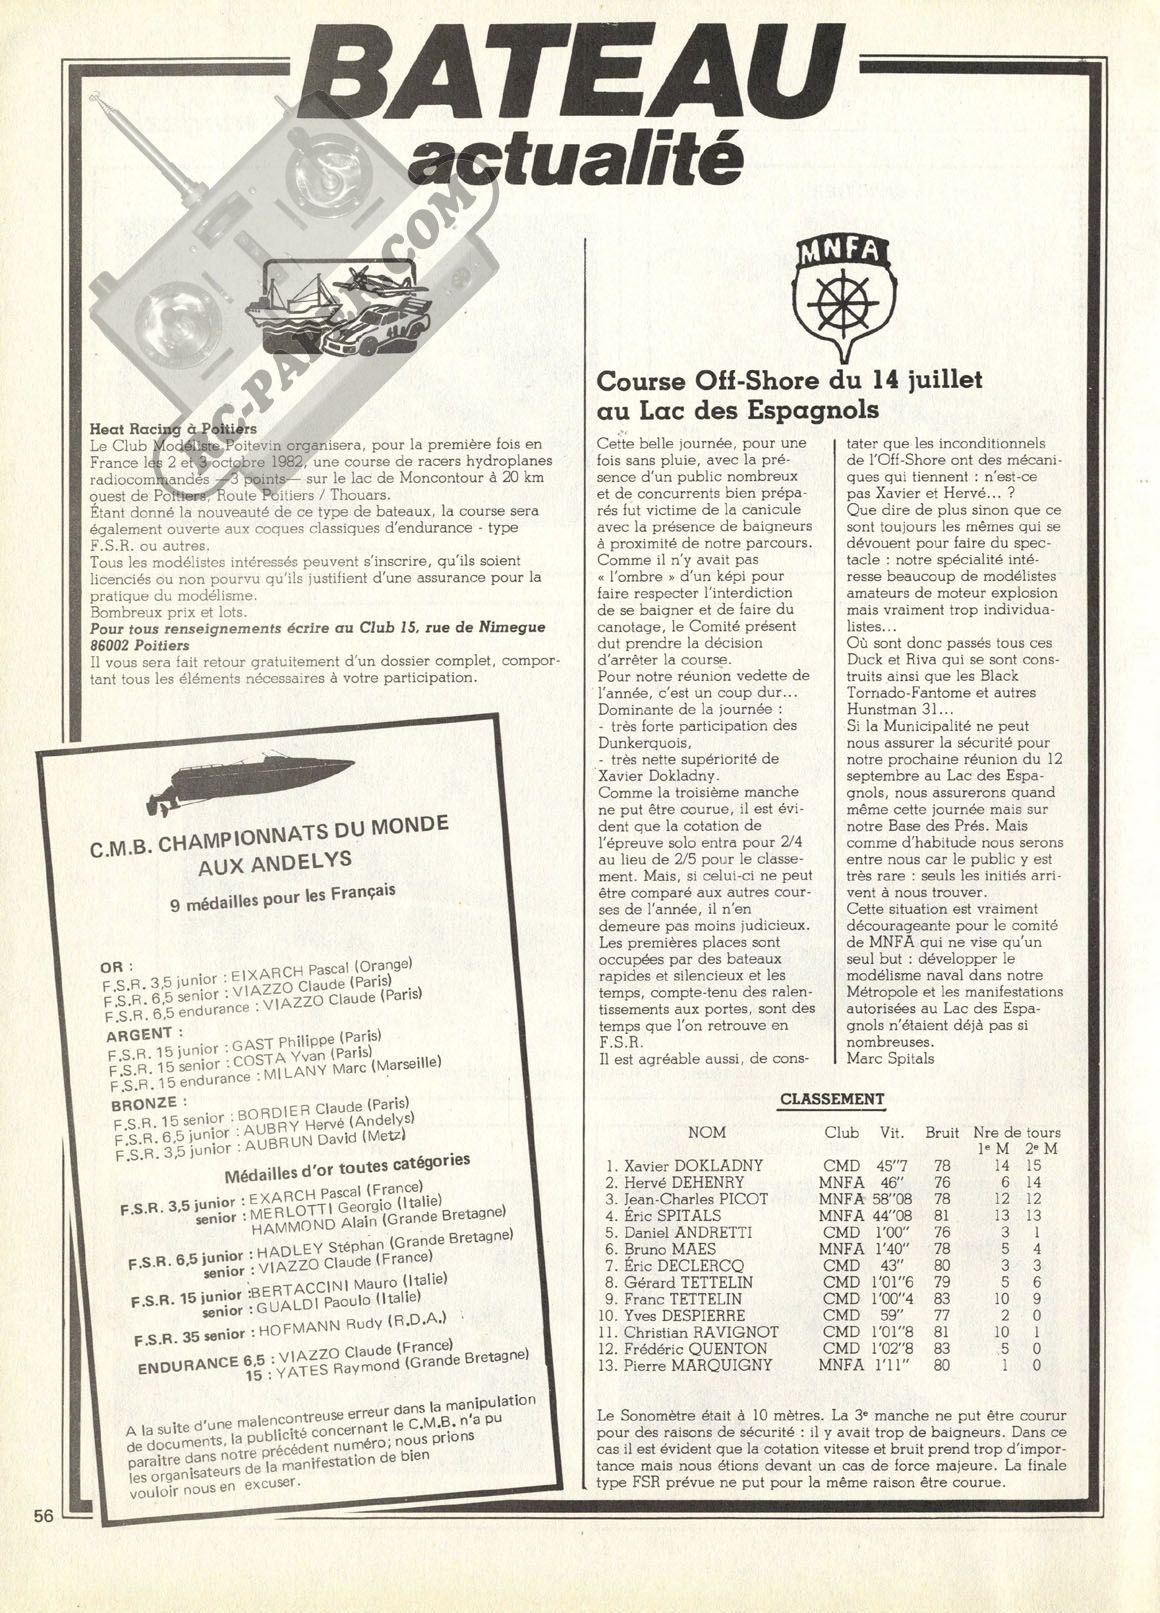 BATEAU
actualité
RC-PAPER.COM
Heat Racing à Poitiers
Le Club Modéliste Poitevin organisera, pour la première fois en
France les 2 et 3 octobre 1982, une course de racers hydroplanes
radiocommandés —3 points— sur le lac de Moncontour à 20 km
ouest de Poitiers, Route Poitiers / Thouars.
Étant donné la nouveauté de ce type de bateaux, la course sera
également ouverte aux coques classiques d'endurance - type
F.S.R. ou autres.
Tous les modélistes intéressés peuvent s'inscrire, qu'ils soient
licenciés ou non pourvu qu'ils justifient d'une assurance pour la
pratique du modélisme.
Bombreux prix et lots.
Pour tous renseignements écrire au Club 15, rue de Nimegue
86002 Poitiers
Il vous sera fait retour gratuitement d'un dossier complet, compor-
tant tous les éléments nécessaires à votre participation.
C.M.B. CHAMPIONNATS DU MONDE
AUX ANDELYS
9 médailles pour les Français
OR :
F.S.R. 3,5 junior : EIXARCH Pascal (Orange)
F.S.R. 6,5 senior : VIAZZO Claude (Paris)
F.S.R. 6,5 endurance : VIAZZO Claude (Paris)
ARGENT :
F.S.R. 15 junior : GAST Philippe (Paris)
F.S.R. 15 senior : COSTA Yvan (Paris)
F.S.R. 15 endurance : MILANY Marc (Marseille)
BRONZE :
F.S.R. 15 senior : BORDIER Claude (Paris)
F.S.R. 6,5 junior : AUBRY Hervé (Andelys)
F.S.R. 3,5 junior : AUBRUN David (Metz)
Médailles d'or toutes catégories
F.S.R. 3,5 junior : EXARCH Pascal (France)
senior : MERLOTTI Georgio (Italie)
HAMMOND Alain (Grande Bretagne)
F.S.R. 6,5 junior : HADLEY Stéphan (Grande Bretagne)
senior : VIAZZO Claude (France)
F.S.R. 15 junior : BERTACCINI Mauro (Italie)
senior : GUALDI Paoulo (Italie)
F.S.R. 35 senior : HOFMANN Rudy (R.D.A.)
ENDURANCE 6,5 : VIAZZO Claude (France)
15 : YATES Raymond (Grande Bretagne)
A la suite d'une malencontreuse erreur dans la manipulation
de documents, la publicité concernant le C.M.B. n'a pu
paraître dans notre précédent numéro; nous prions
les organisateurs de la manifestation de bien
vouloir nous en excuser.
56
MNFA
Course Off-Shore du 14 juillet
au Lac des Espagnols
Cette belle journée, pour une
fois sans pluie, avec la pré-
sence d'un public nombreux
et de concurrents bien prépa-
rés fut victime de la canicule
avec la présence de baigneurs
à proximité de notre parcours.
Comme il n'y avait pas
« l'ombre » d'un képi pour
faire respecter l'interdiction
de se baigner et de faire du
canotage, le Comité présent
dut prendre la décision
d'arrêter la course.
Pour notre réunion vedette de
l'année, c'est un coup dur...
Dominante de la journée :
- très forte participation des
Dunkerquois,
- très nette supériorité de
Xavier Dokladny.
Comme la troisième manche
ne put être courue, il est évi-
dent que la cotation de
l'épreuve solo entra pour 2/4
au lieu de 2/5 pour le classe-
ment. Mais, si celui-ci ne peut
être comparé aux autres cour-
ses de l'année, il n'en
demeure pas moins judicieux.
Les premières places sont
occupées par des bateaux
rapides et silencieux et les
temps, compte-tenu des ralen-
tissements aux portes, sont des
temps que l'on retrouve en
F.S.R.
Il est agréable aussi, de cons-
tater que les inconditionnels
de l'Off-Shore ont des mécani-
ques qui tiennent : n'est-ce
pas Xavier et Hervé... ?
Que dire de plus sinon que ce
sont toujours les mêmes qui se
dévouent pour faire du spec-
tacle : notre spécialité inté-
resse beaucoup de modélistes
amateurs de moteur explosion
mais vraiment trop individua-
listes...
Où sont donc passés tous ces
Duck et Riva qui se sont cons-
truits ainsi que les Black
Tornado-Fantome et autres
Hunstman 31...
Si la Municipalité ne peut
nous assurer la sécurité pour
notre prochaine réunion du 12
septembre au Lac des Espa-
gnols, nous assurerons quand
même cette journée mais sur
notre Base des Prés. Mais
comme d'habitude nous serons
entre nous car le public y est
très rare : seuls les initiés arri-
vent à nous trouver.
Cette situation est vraiment
décourageante pour le comité
de MNFA qui ne vise qu'un
seul but : développer le
modélisme naval dans notre
Métropole et les manifestations
autorisées au Lac des Espa-
gnols n'étaient déjà pas si
nombreuses.
Marc Spitals
CLASSEMENT
NOM Club Vit. Bruit Nre de tours
1e M 2e M
1. Xavier DOKLADNY CMD 45"7 78 14 15
2. Hervé DEHENRY MNFA 46" 76 6 14
3. Jean-Charles PICOT MNFA 58"08 78 12 12
4. Éric SPITALS MNFA 44"08 81 13 13
5. Daniel ANDRETTI CMD 1'00" 76 3 1
6. Bruno MAES MNFA 1'40" 78 5 4
7. Éric DECLERCQ CMD 43" 80 3 3
8. Gérard TETTELIN CMD 1'01"6 79 5 6
9. Franc TETTELIN CMD 1'00"4 83 10 9
10. Yves DESPIERRE CMD 59" 77 2 0
11. Christian RAVIGNOT CMD 1'01"8 81 10 1
12. Frédéric QUENTON CMD 1'02"8 83 5 0
13. Pierre MARQUIGNY MNFA 1'11" 80 1 0
Le Sonomètre était à 10 mètres. La 3e manche ne put être courur
pour des raisons de sécurité : il y avait trop de baigneurs. Dans ce
cas il est évident que la cotation vitesse et bruit prend trop d'impor-
tance mais nous étions devant un cas de force majeure. La finale
type FSR prévue ne put pour la même raison être courue.